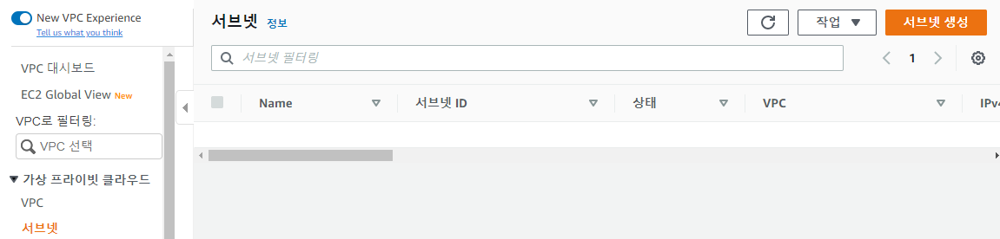 New VPC Experience
Tell us what you think
VPC 대시보드
EC2 Global View New
VPC로 필터링:
VPC 선택
가상 프라이빗 클라우드
VPC
서브넷
서브넷 정보
작업
서브넷 생성
서브넷 필터링
1
Name 서브넷 ID 상태 VPC IPv4